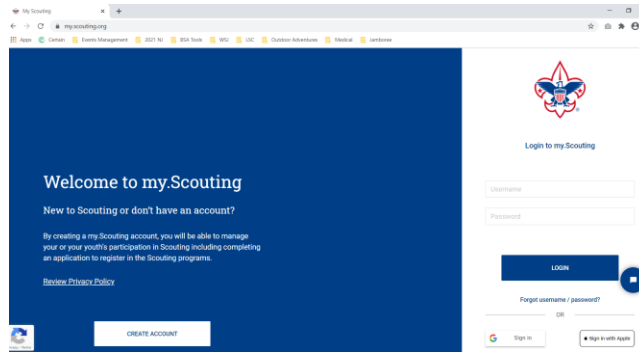 My Scouting
my.scouting.org
Apps Certain Events Management 2021 NJ BSA Tools WSJ LSC Outdoor Adventures Medical Jamboree
Welcome to my.Scouting
New to Scouting or don't have an account?
By creating a my.Scouting account, you will be able to manage
your or your youth's participation in Scouting including completing
an application to register in the Scouting programs.
Review Privacy Policy
CREATE ACCOUNT
Login to my.Scouting
Username
Password
LOGIN
Forgot username / password?
OR
Sign in
Sign in with Apple